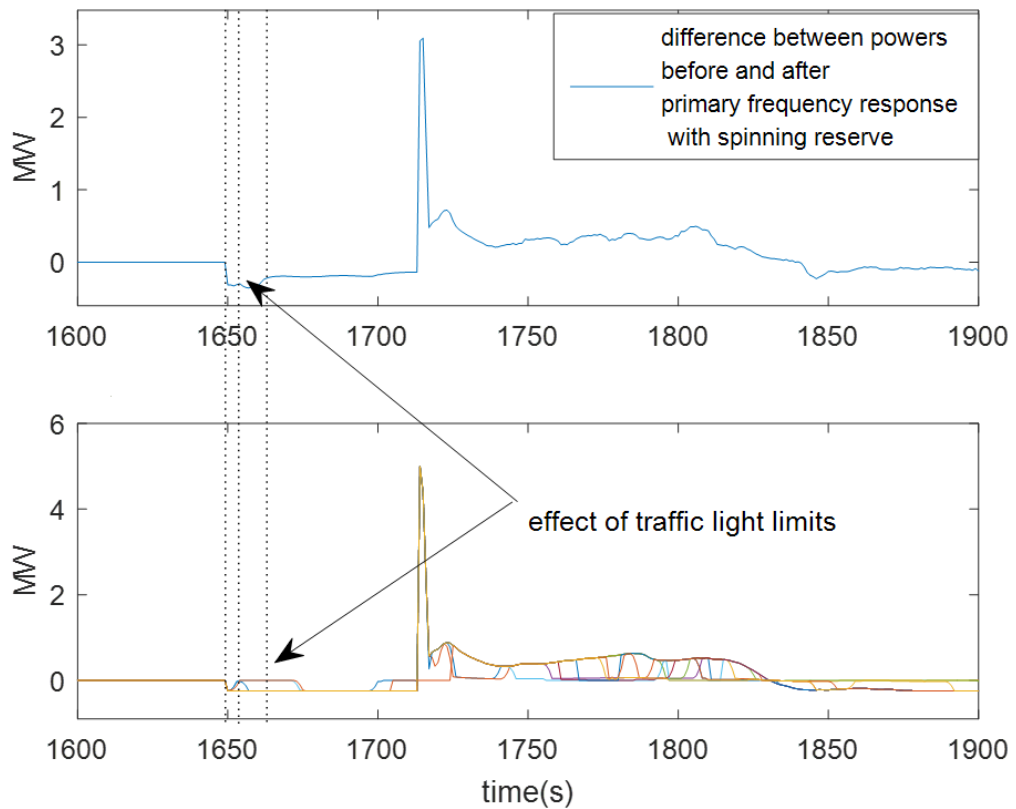 difference between powers
before and after
primary frequency response
with spinning reserve
MW
3
2
1
0
1600 1650 1700 1750 1800 1850 1900
6
4
2
0
MW
effect of traffic light limits
1600 1650 1700 1750 1800 1850 1900
time(s)